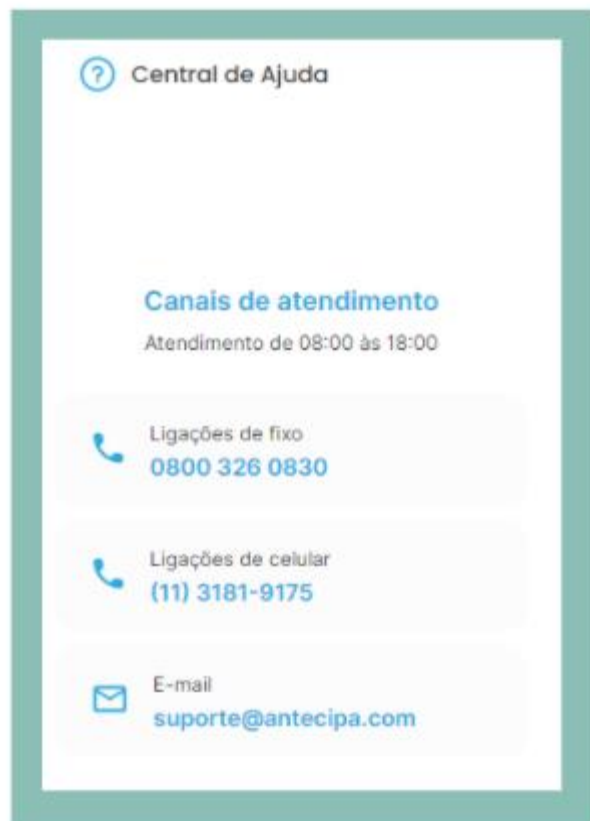 Central de Ajuda
Canais de atendimento
Atendimento de 08:00 às 18:00
Ligações de fixo
0800 326 0830
Ligações de celular
(11) 3181-9175
E-mail
suporte@antecipa.com